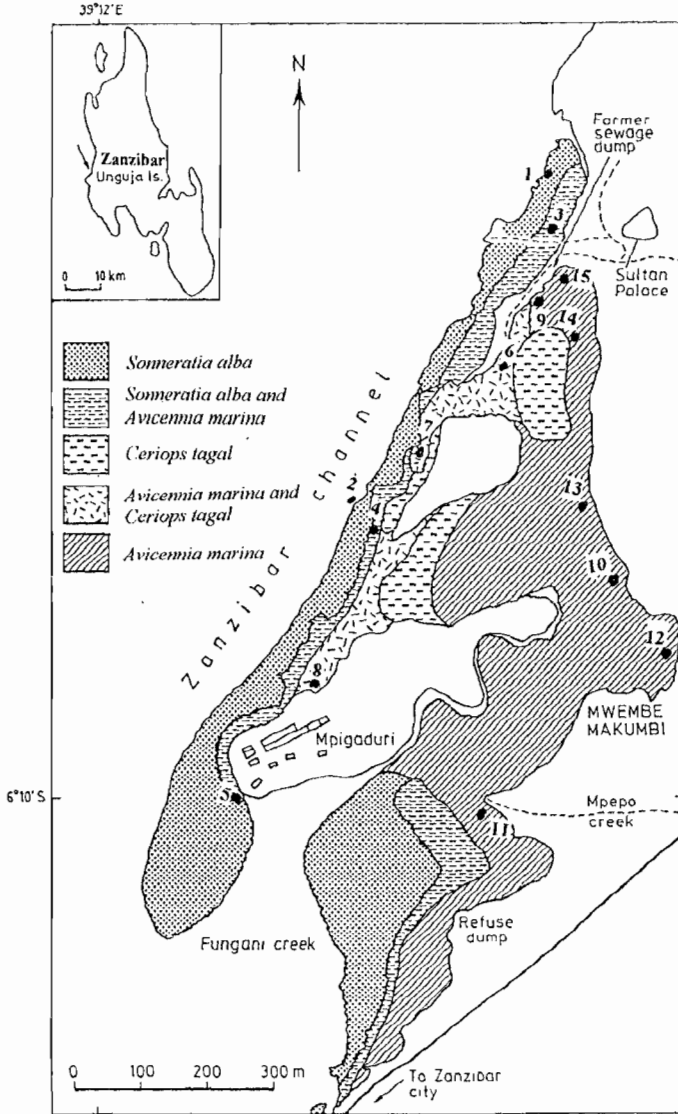 39°12'E
Zanzibar
Unguja Is.
0 10 km
N
Former
sewage
dump
Sultan
Palace
1
3
15
9
14
6
7
2
4
13
10
12
8
5
11
Sonneratia alba
Sonneratia alba and
Avicennia marina
Ceriops tagal
Avicennia marina and
Ceriops tagal
Avicennia marina
Zanzibar channel
MWEMBE
MAKUMBI
Mpigaduri
6°10'S
Mpepo
creek
Refuse
dump
Fungani creek
0 100 200 300 m
To Zanzibar
city